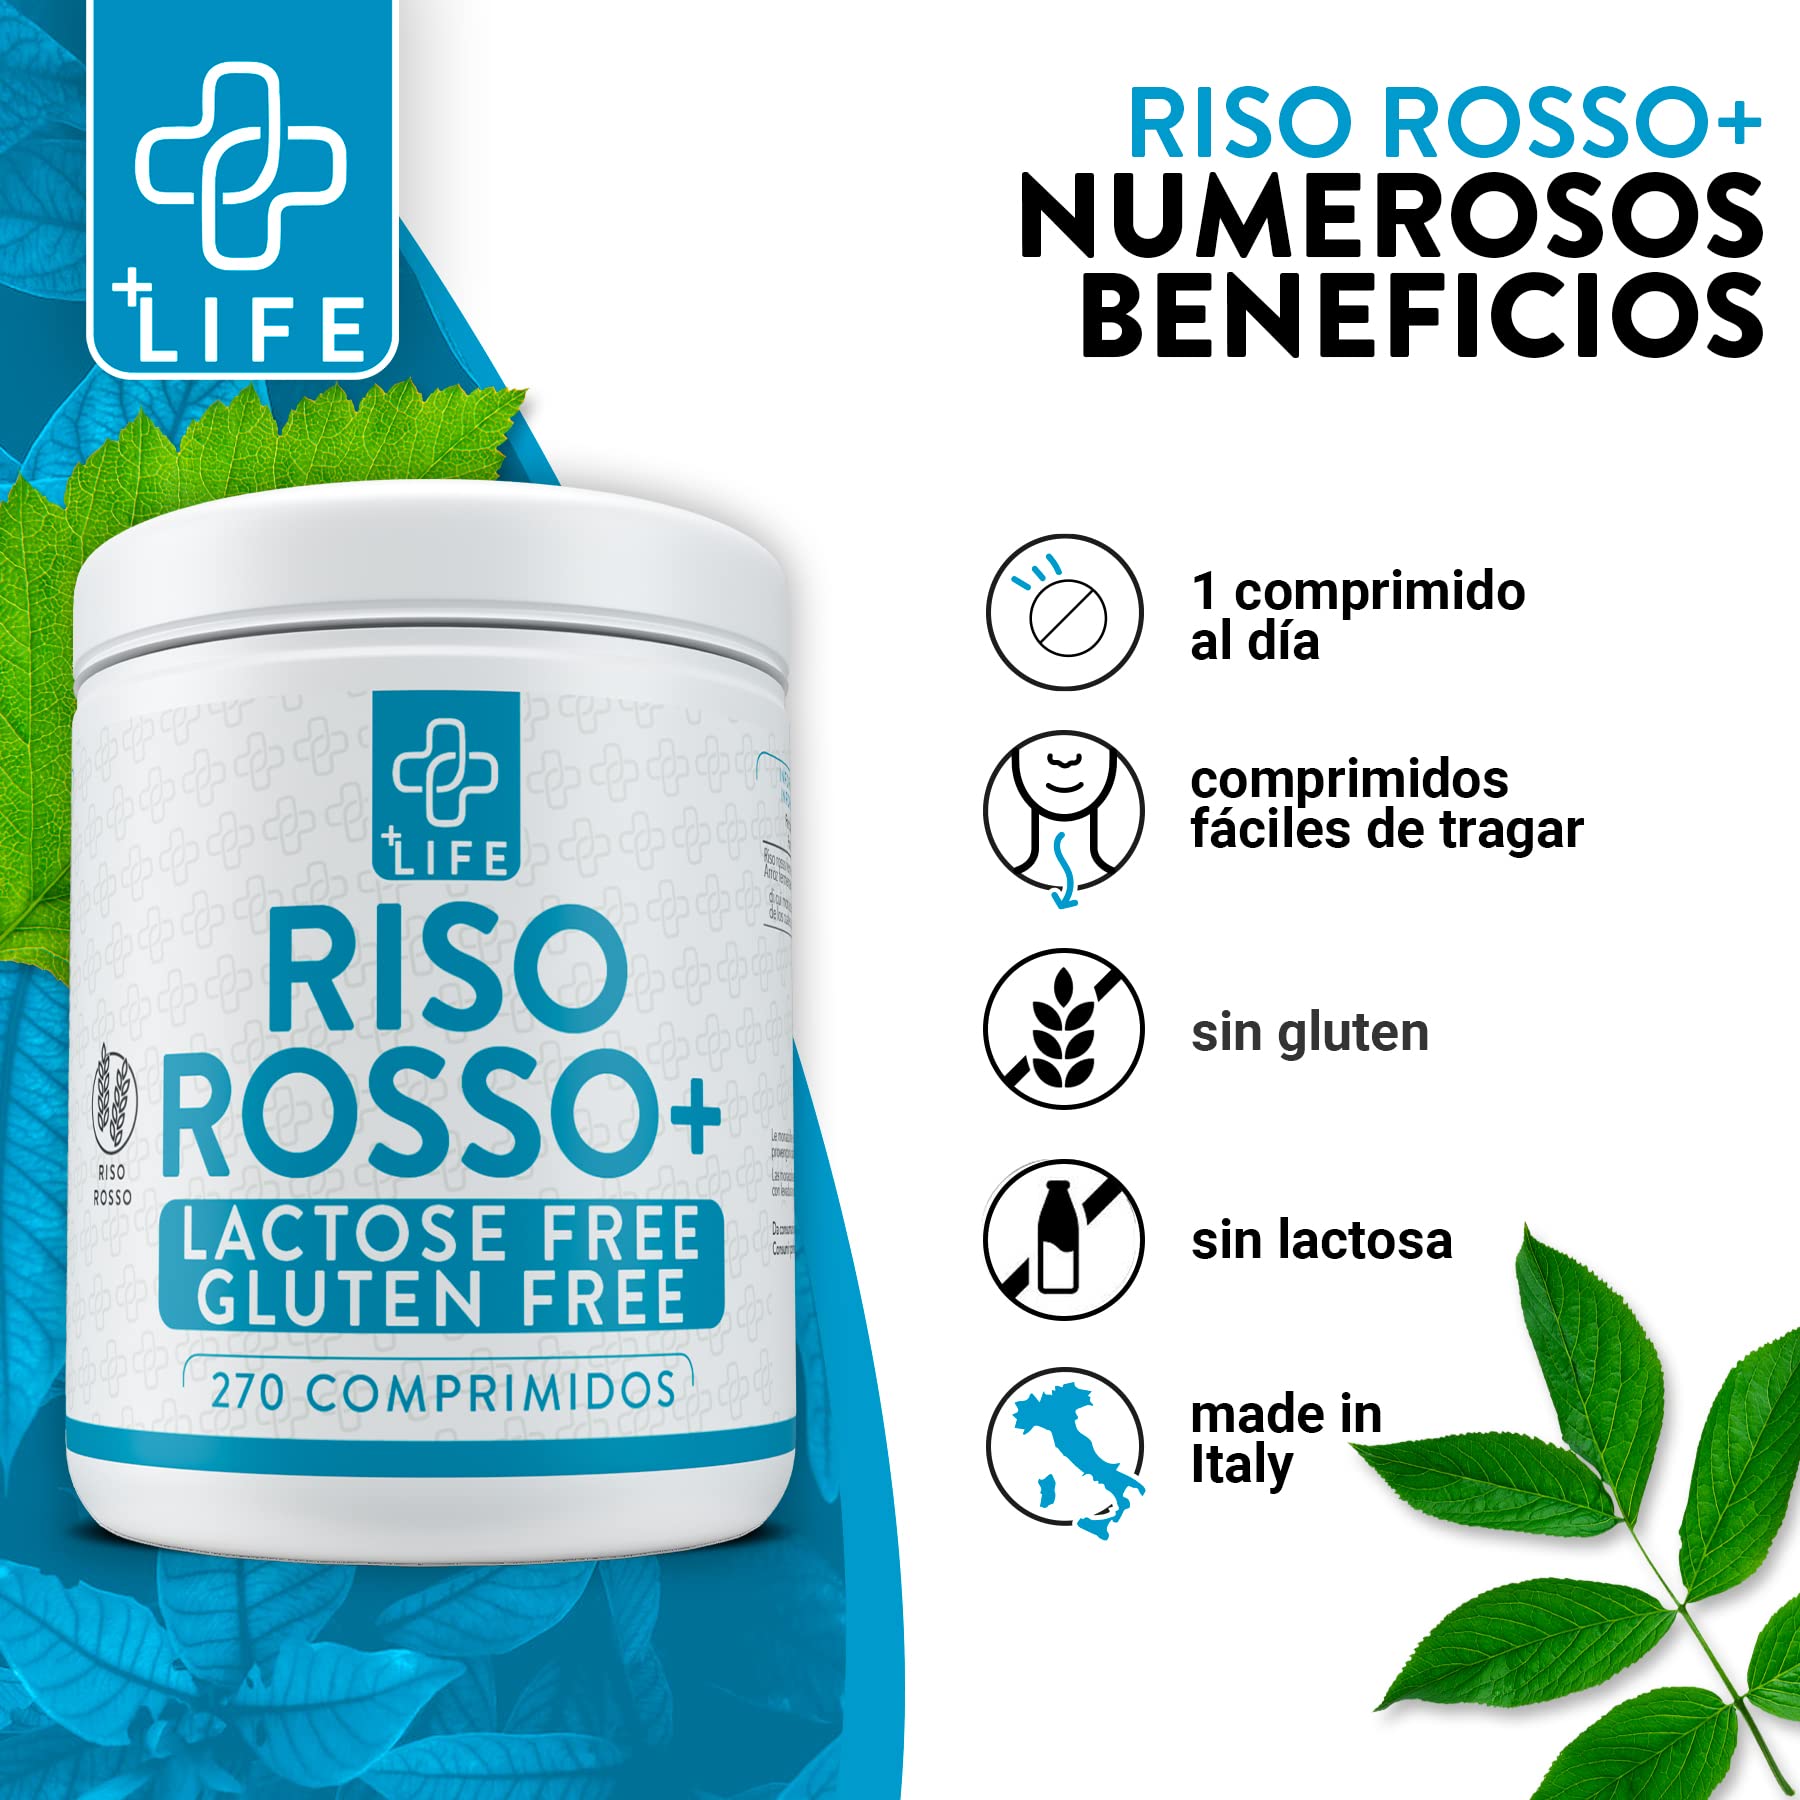 +LIFE
RISO ROSSO+
NUMEROSOS
BENEFICIOS
1 comprimido
al día
comprimidos
fáciles de tragar
sin gluten
sin lactosa
made in
Italy
+LIFE
RISO
ROSSO+
RISO
ROSSO
LACTOSE FREE
GLUTEN FREE
270 COMPRIMIDOS